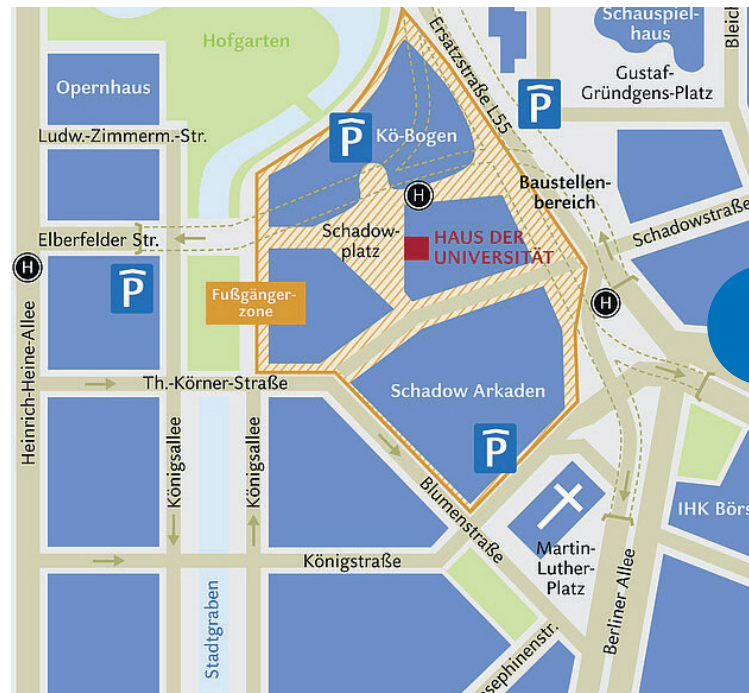 Hofgarten
Schauspiel-
haus
Bleich
Gustaf-
Gründgens-Platz
Ersatzstraße L55
Opernhaus
P
P
Kö-Bogen
Ludw.-Zimmerm.-Str.
Baustellen-
bereich
H
Schadowstraße
Elberfelder Str.
Schadow-
platz
HAUS DER
UNIVERSITÄT
H
P
Fußgänger-
zone
H
Heinrich-Heine-Allee
Th.-Körner-Straße
Schadow Arkaden
P
Königsallee
Königsallee
Blumenstraße
IHK Börs
Martin-
Luther-
Platz
Königstraße
Stadtgraben
Berliner Allee
osephinenstr.